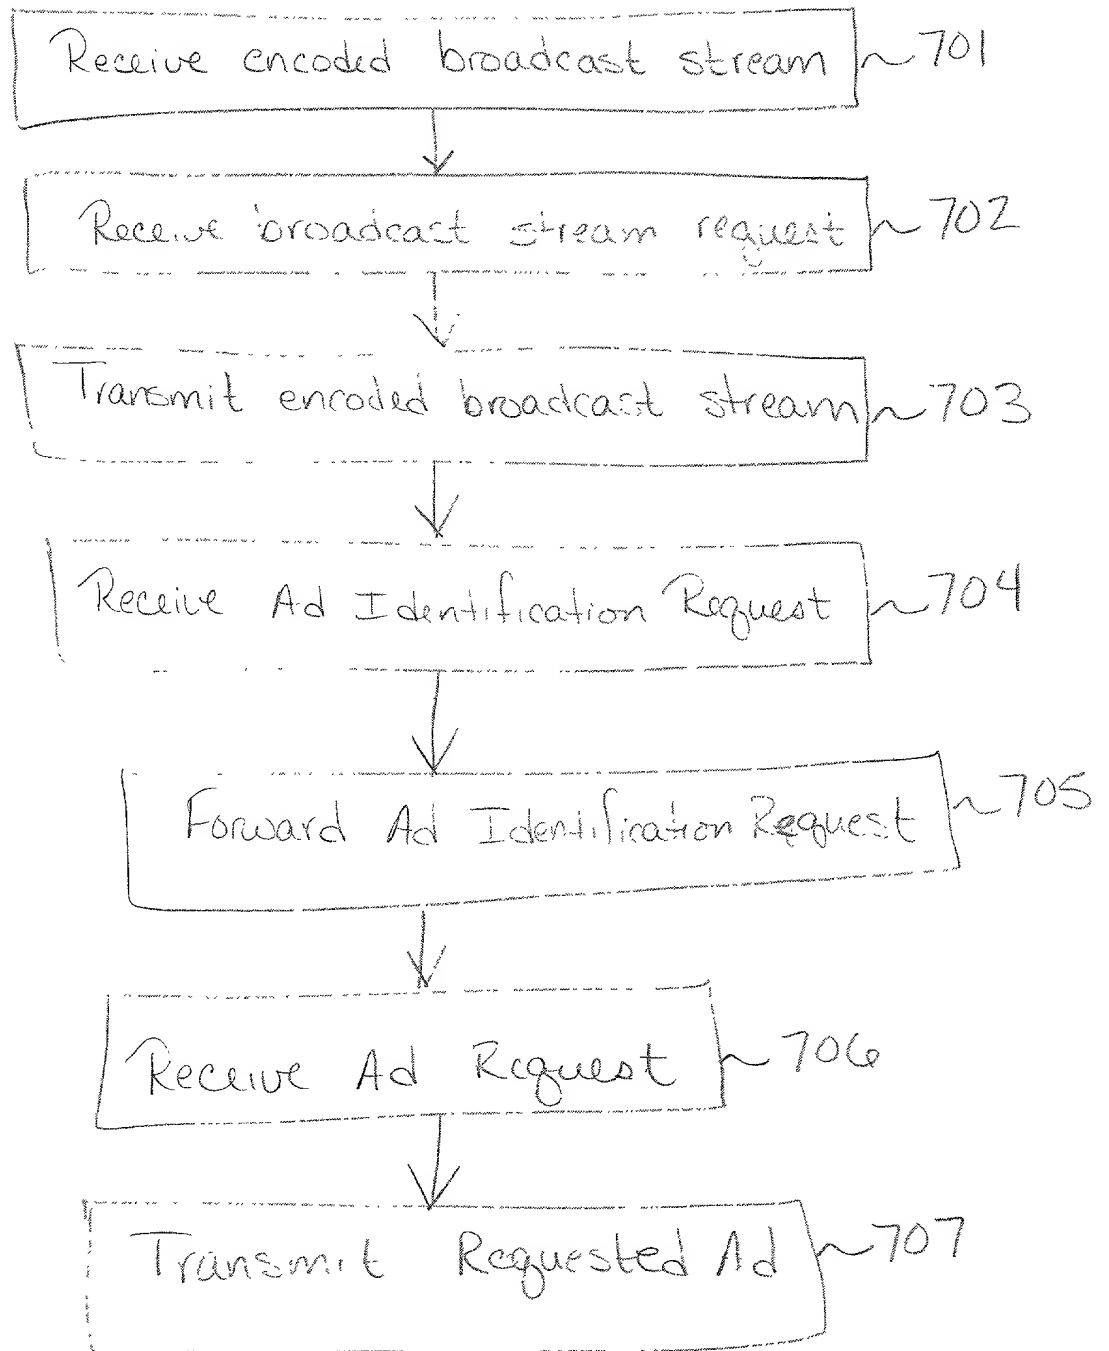 Receive encoded broadcast stream 701
Receive broadcast stream request 702
Transmit encoded broadcast stream 703
Receive Ad Identification Request 704
Forward Ad Identification Request 705
Receive Ad Request 706
Transmit Requested Ad 707